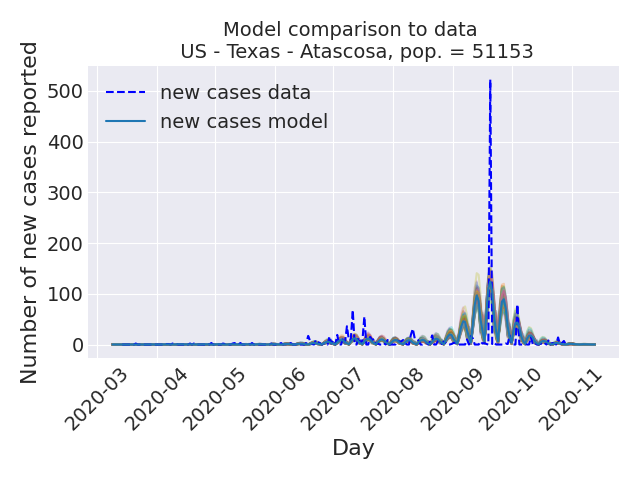 Model comparison to data
US - Texas - Atascosa, pop. = 51153
Number of new cases reported
500
400
300
200
100
0
new cases data
new cases model
2020-03
2020-04
2020-05
2020-06
2020-07
2020-08
2020-09
2020-10
2020-11
Day